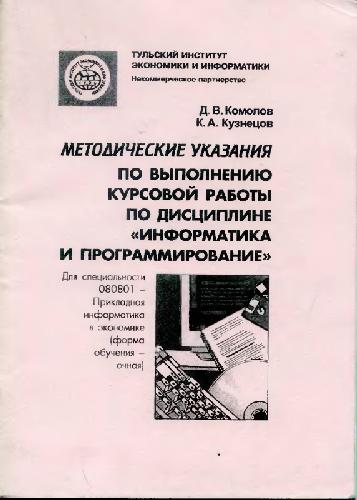 ТУЛЬСКИЙ ИНСТИТУТ
ЭКОНОМИКИ И ИНФОРМАТИКИ
Некоммерческое партнерство
Д. В. Комолов
К. А. Кузнецов
МЕТОДИЧЕСКИЕ УКАЗАНИЯ
ПО ВЫПОЛНЕНИЮ
КУРСОВОЙ РАБОТЫ
ПО ДИСЦИПЛИНЕ
«ИНФОРМАТИКА
И ПРОГРАММИРОВАНИЕ»
Для специальности
080801 –
Прикладная
информатика
в экономике
(форма
обучения –
очная)